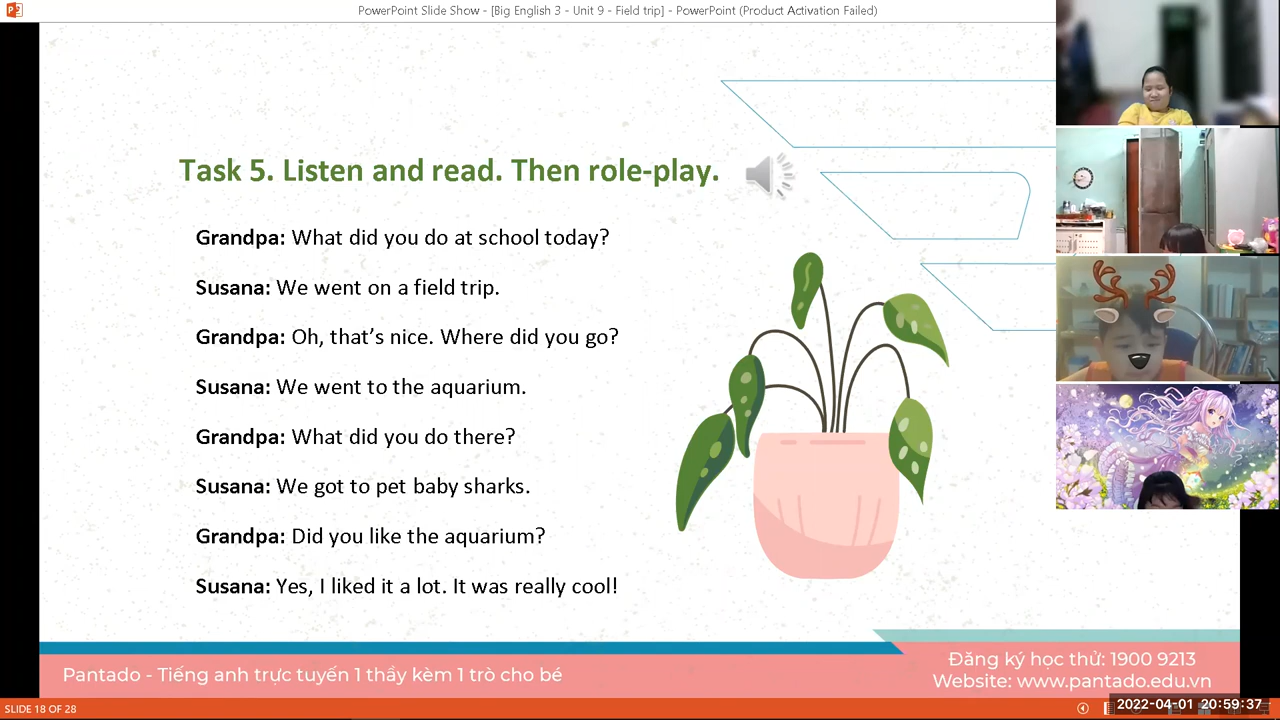 PowerPoint Slide Show - [Big English 3 - Unit 9 - Field trip] - PowerPoint (Product Activation Failed)
Task 5. Listen and read. Then role-play.
Grandpa: What did you do at school today?
Susana: We went on a field trip.
Grandpa: Oh, that’s nice. Where did you go?
Susana: We went to the aquarium.
Grandpa: What did you do there?
Susana: We got to pet baby sharks.
Grandpa: Did you like the aquarium?
Susana: Yes, I liked it a lot. It was really cool!
Pantado - Tiếng anh trực tuyến 1 thầy kèm 1 trò cho bé
Đăng ký học thử: 1900 9213
Website: www.pantado.edu.vn
SLIDE 18 OF 28
2022-04-01 20:59:37